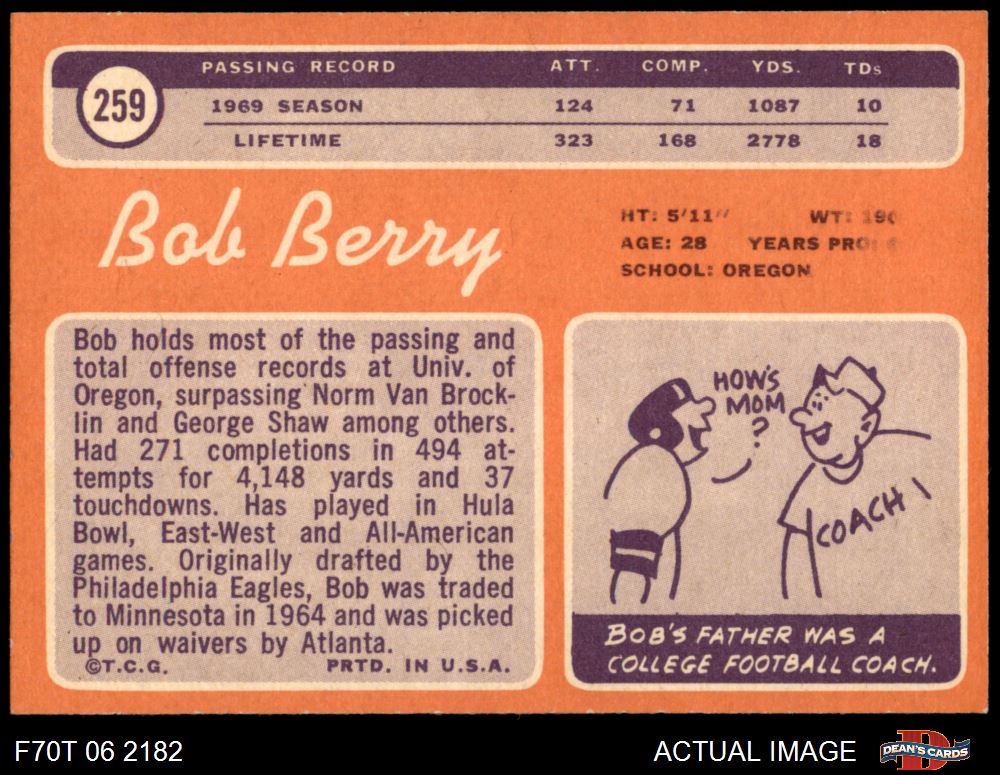 259
PASSING RECORD ATT. COMP. YDS. TDs
1969 SEASON 124 71 1087 10
LIFETIME 323 168 2778 18
Bob Berry
HT: 5'11" WT: 190
AGE: 28 YEARS PRO:
SCHOOL: OREGON
Bob holds most of the passing and
total offense records at Univ. of
Oregon, surpassing Norm Van Brock-
lin and George Shaw among others.
Had 271 completions in 494 at-
tempts for 4,148 yards and 37
touchdowns. Has played in Hula
Bowl, East-West and All-American
games. Originally drafted by the
Philadelphia Eagles, Bob was traded
to Minnesota in 1964 and was picked
up on waivers by Atlanta.
©T.C.G. PRTD. IN U.S.A.
HOW'S
MOM
?
COACH!
BOB'S FATHER WAS A
COLLEGE FOOTBALL COACH.
F70T 06 2182 ACTUAL IMAGE DEAN'S CARDS